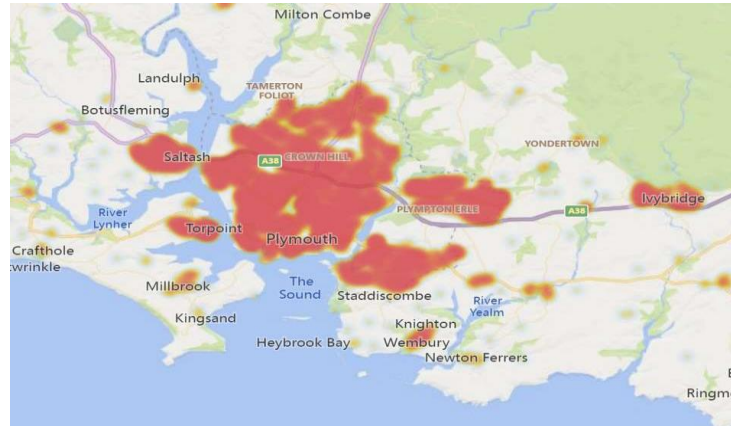 Milton Combe
Landulph
TAMERTON
FOLIOT
Botusfleming
YONDERTOWN
Saltash
A38
CROWN HILL
Ivybridge
PLYMPTON ERLE
A38
River
Lynher
Torpoint
Plymouth
Crafthole
twrinkle
The
Sound
Millbrook
Staddiscombe
River
Yealm
Kingsand
Knighton
Heybrook Bay
Wembury
Newton Ferrers
Ringm